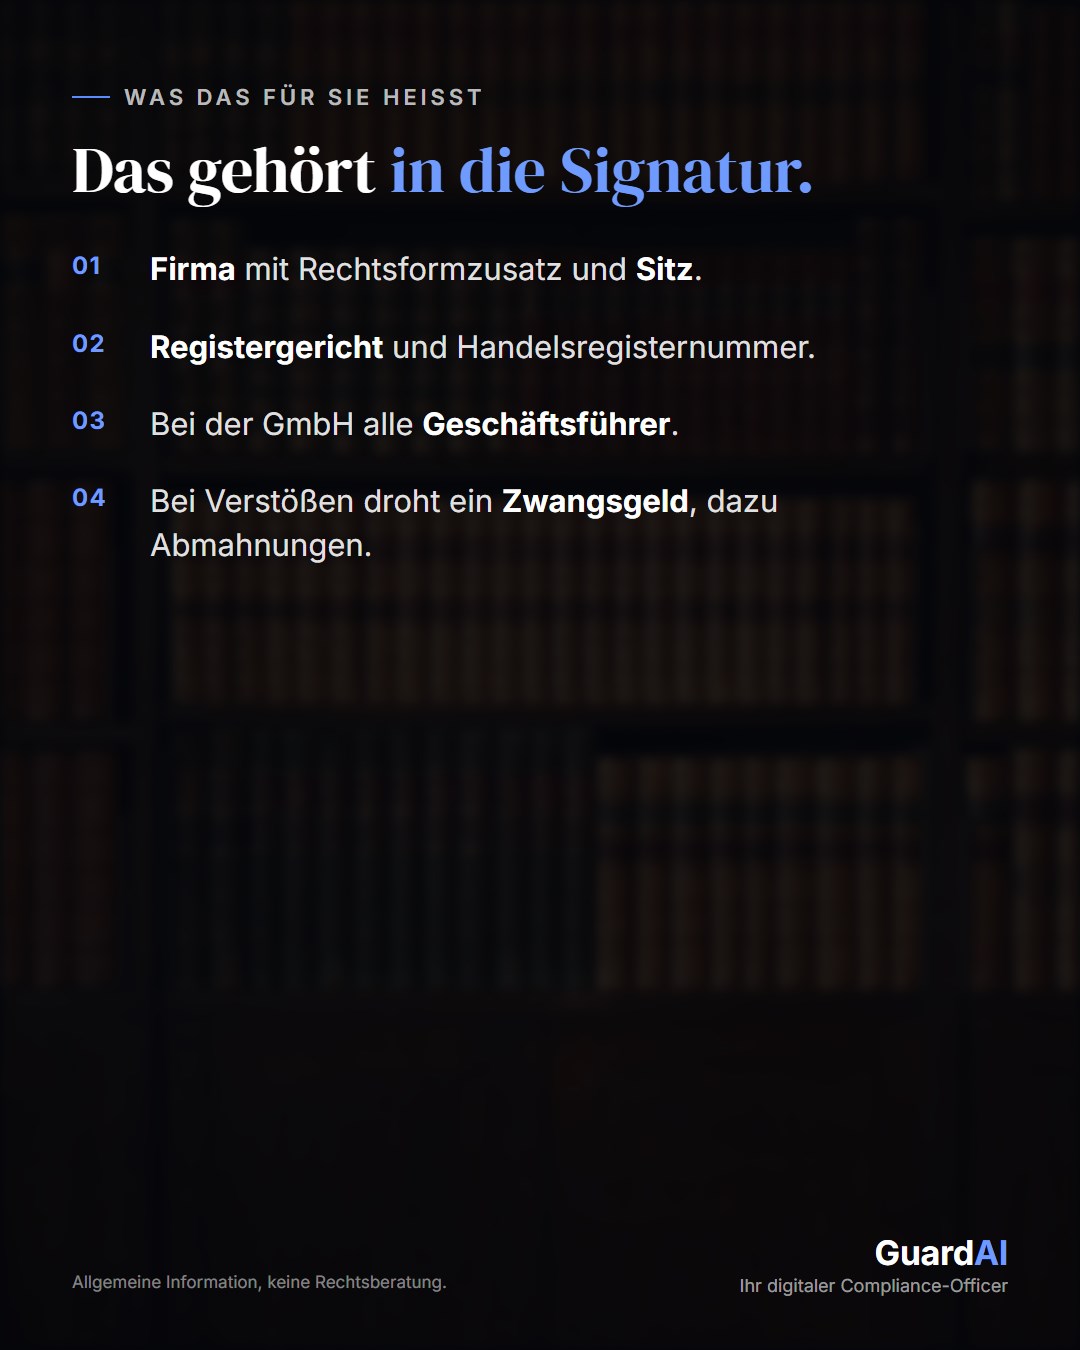 WAS DAS FÜR SIE HEISST
Das gehört in die Signatur.
01 Firma mit Rechtsformzusatz und Sitz.
02 Registergericht und Handelsregisternummer.
03 Bei der GmbH alle Geschäftsführer.
04 Bei Verstößen droht ein Zwangsgeld, dazu
Abmahnungen.
GuardAI
Allgemeine Information, keine Rechtsberatung.
Ihr digitaler Compliance-Officer